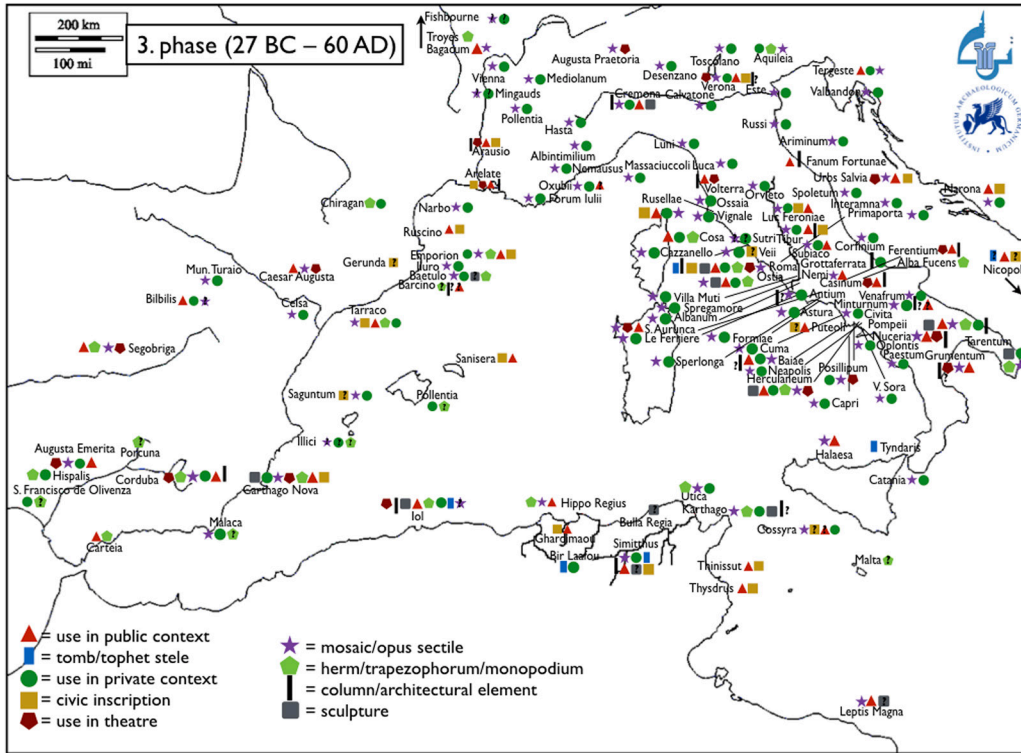 200 km
100 mi
3. phase (27 BC – 60 AD)
Fishbourne ? ?
Troyes
Bagacum
Vienna
Mingauds
Mediolanum
Pollentia
Augusta Praetoria
Toscolano
Desenzano
Verona
Aquileia
Cremona
Calvatone
Este
Tergeste
Valbandon
Hasta
Russi
Ariminum
Albintimilium
Luni
Nemausus
Massaciuccoli
Luca
Fanum Fortunae
Arausio
Arelate
Oxubii
Forum Iulii
Volterra
Orvieto
Urbs Salvia
Spoletum
Narona
Interamna
Ossaia
Vignale
Rusellae
Luc. Feroniae
Primaporta
Chiragan
Narbo
Ruscino
Cosa
Sutri
Tibur
Subiaco
Corfinium
Cazzanello
Veii
Grottaferrata
Ferentium
Alba Fucens
Nicopolis
Gerunda ?
Emporion
Iuro
Baetulo
Barcino
Mun. Turaio
Caesar Augusta
Bilbilis
Celsa
Tarraco
Roma
Ostia
Nemi
Casinum
Villa Muti
Spregamore
Albanum
S. Aurunca
Le Ferriere
Antium
Astura
Venafrum
Minturnum
Civita
Puteoli
Pompeii
Nuceria
Oplontis
Tarentum
Formiae
Cuma
Baiae
Neapolis
Sperlonga
Herculaneum
Posillipum
Paestum
Grumentum
V. Sora
Capri
Segobriga
Sanisera
Saguntum ?
Pollentia
?
Illici ? ?
Augusta Emerita
Porcuna
?
Hispalis
Corduba
S. Francisco de Olivenza
?
Carthago Nova
Malaca
?
Carteia
Iol
Hippo Regius
Bulla Regia
?
Ghardimaou
Simitthus
Bir Laafou
?
Utica
Karthago
?
Halaesa
Tyndaris
Catania
Cossyra ?
Malta ?
Thinissut
Thysdrus
Leptis Magna
?
= use in public context
= tomb/tophet stele
= use in private context
= civic inscription
= use in theatre
= mosaic/opus sectile
= herm/trapezophorum/monopodium
= column/architectural element
= sculpture
INSTITUTUM ARCHAEOLOGICUM GERMANICUM